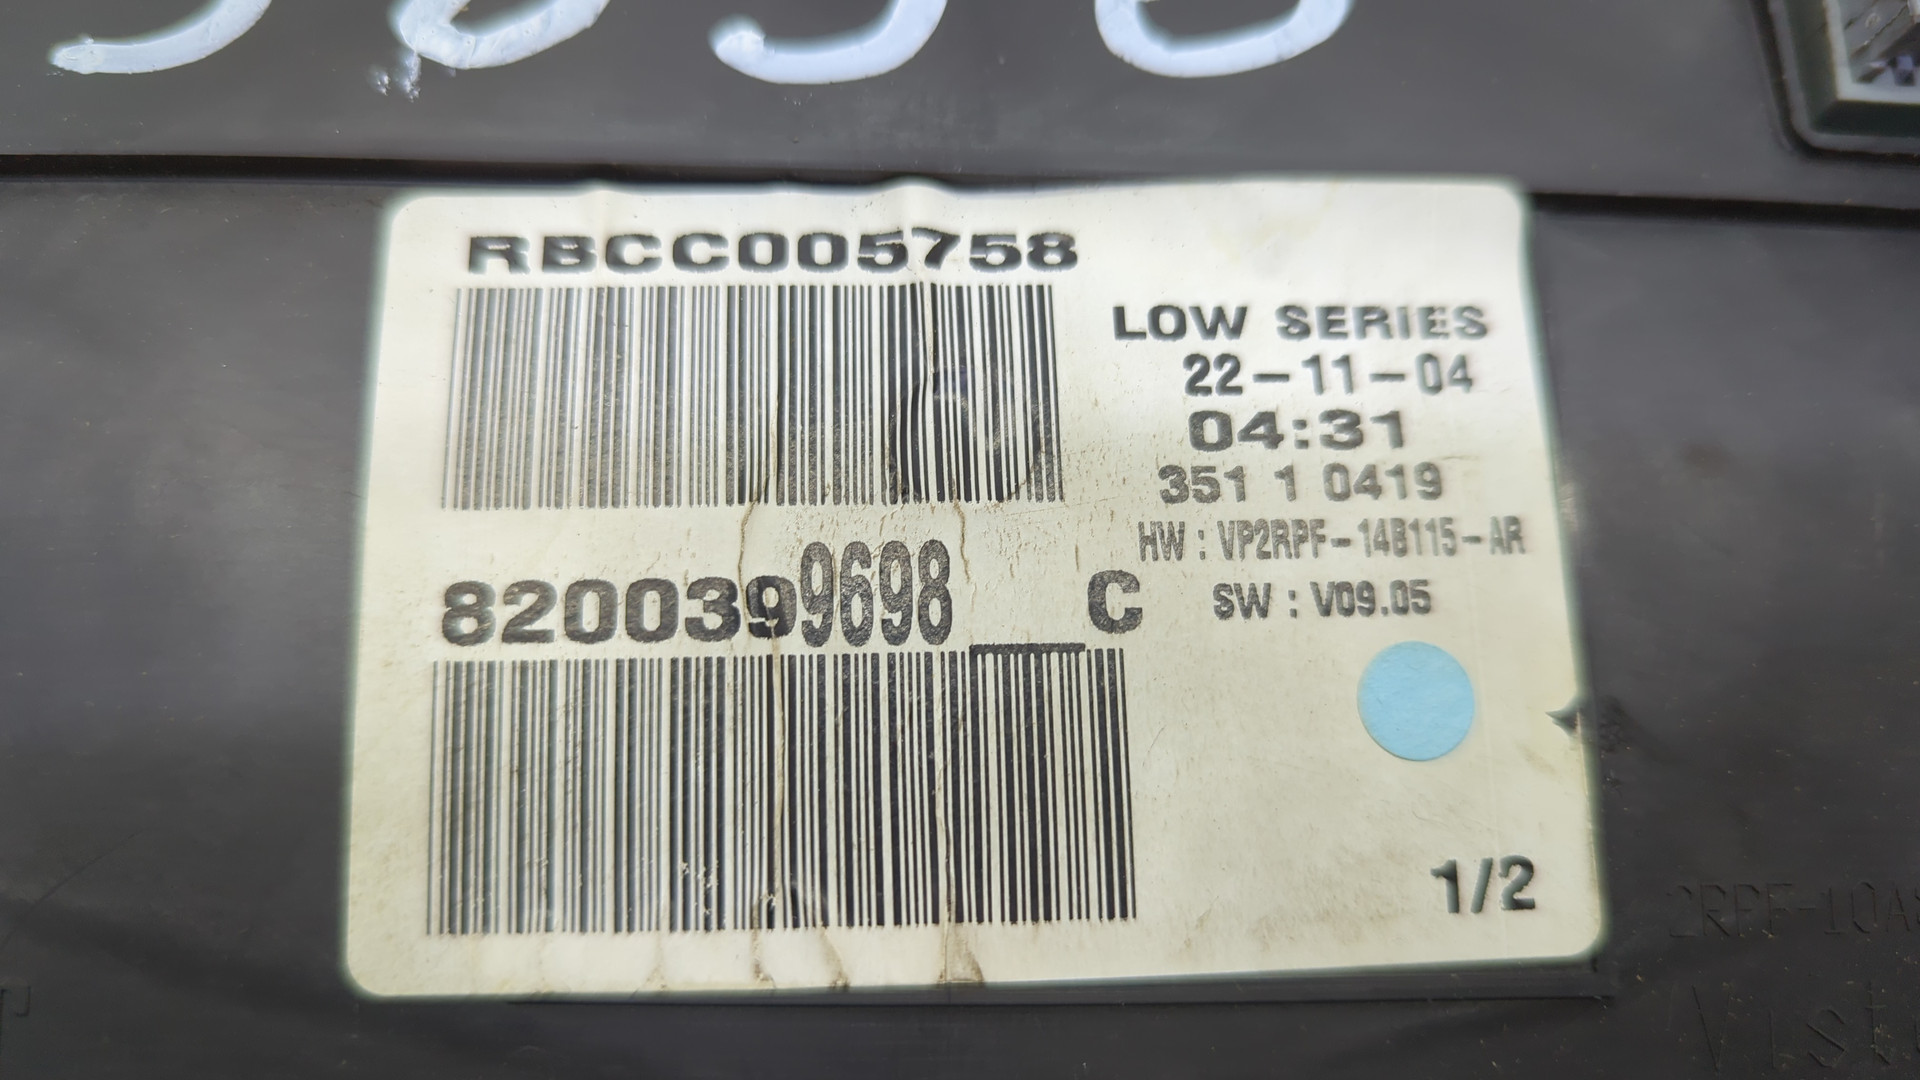 RBCC005758
LOW SERIES
22-11-04
04:31
351 1 0419
HW : VP2RPF-14B115-AR
SW : V09.05
8200399698__C
1/2